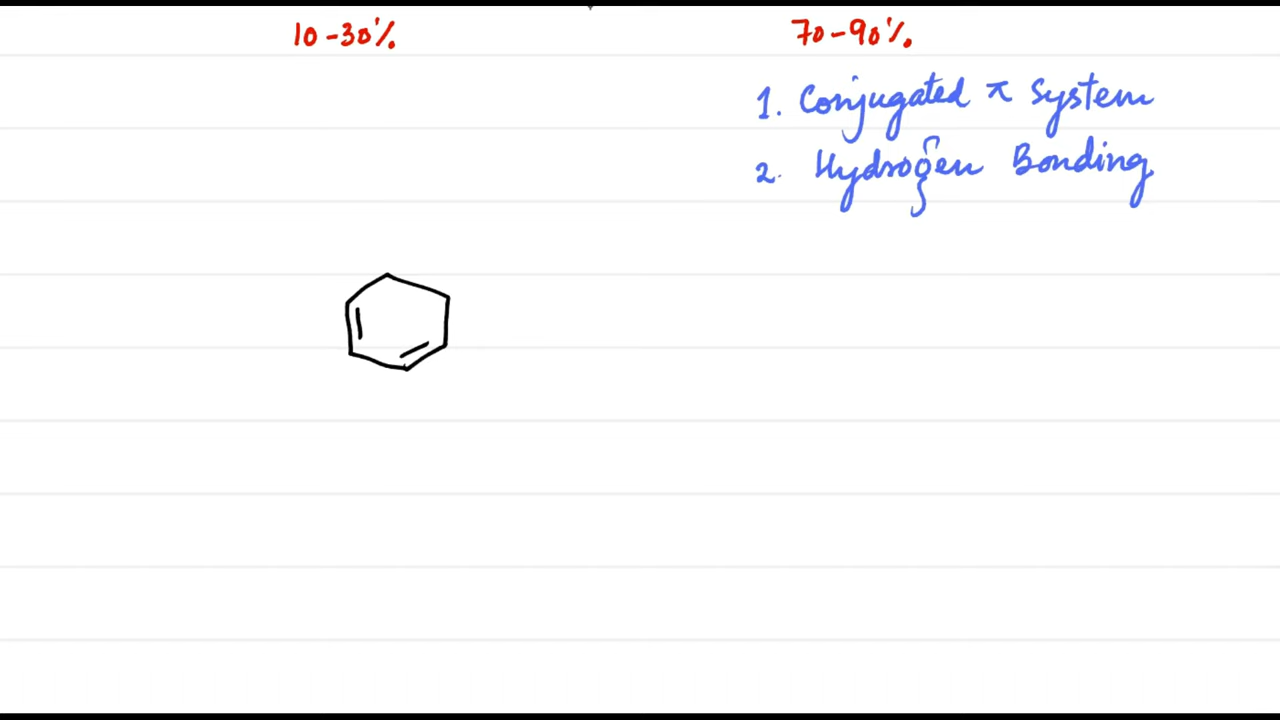 10-30%
70-90%
1. Conjugated π System
2. Hydrogen Bonding